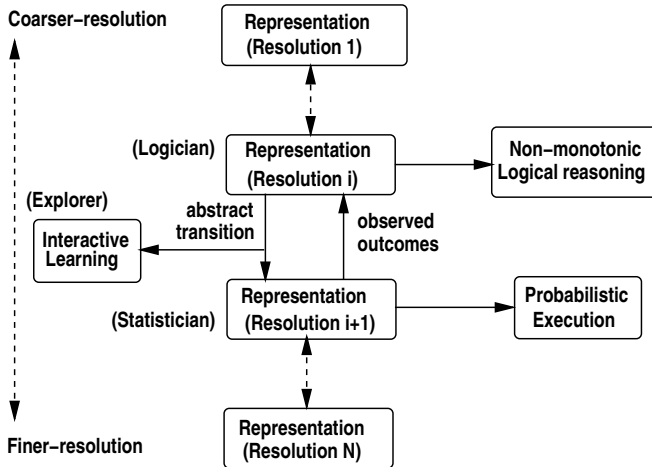 Coarser–resolution
Representation
(Resolution 1)
(Logician)
Representation
(Resolution i)
Non–monotonic
Logical reasoning
(Explorer)
abstract
transition
observed
outcomes
Interactive
Learning
(Statistician)
Representation
(Resolution i+1)
Probabilistic
Execution
Finer–resolution
Representation
(Resolution N)